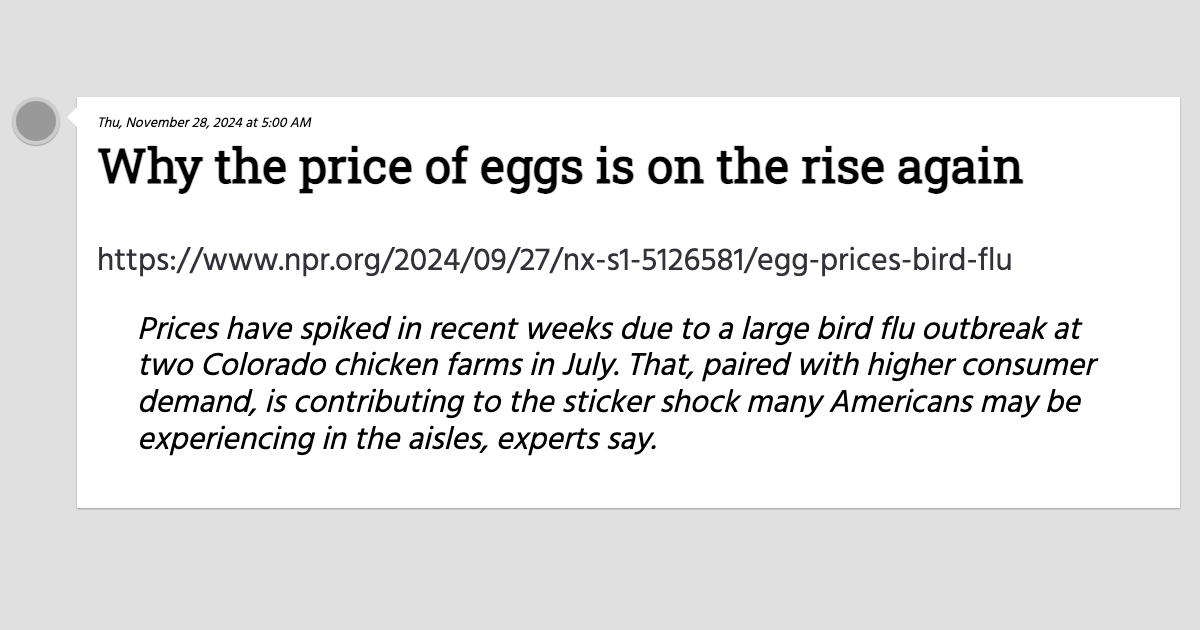 Thu, November 28, 2024 at 5:00 AM
Why the price of eggs is on the rise again
https://www.npr.org/2024/09/27/nx-s1-5126581/egg-prices-bird-flu
Prices have spiked in recent weeks due to a large bird flu outbreak at
two Colorado chicken farms in July. That, paired with higher consumer
demand, is contributing to the sticker shock many Americans may be
experiencing in the aisles, experts say.